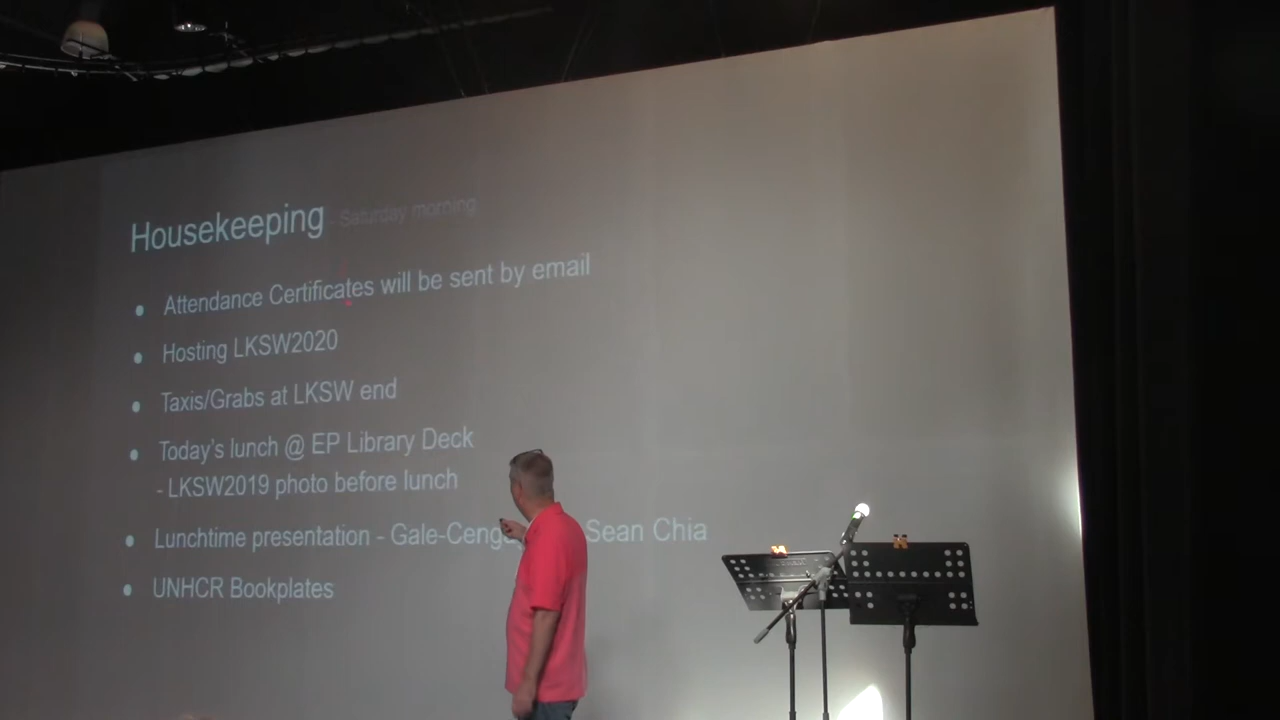 Housekeeping - Saturday morning
● Attendance Certificates will be sent by email
● Hosting LKSW2020
● Taxis/Grabs at LKSW end
● Today's lunch @ EP Library Deck
- LKSW2019 photo before lunch
● Lunchtime presentation - Gale-Cenga Sean Chia
● UNHCR Bookplates